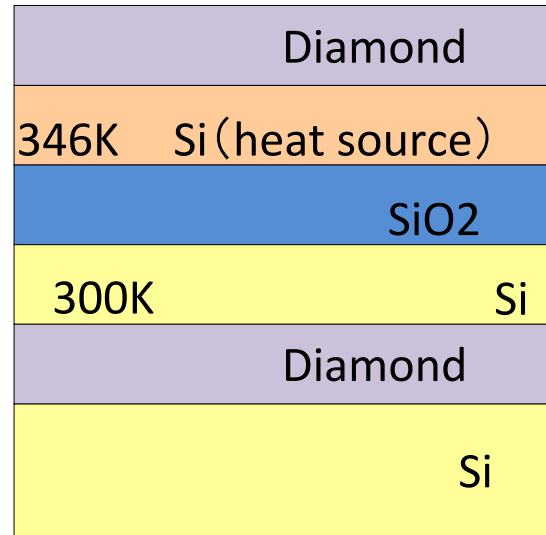 Diamond
346K Si（heat source）
SiO2
300K Si
Diamond
Si